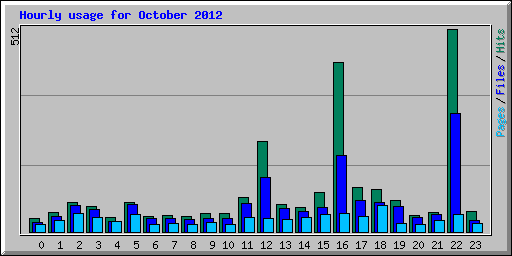 Hourly usage for October 2012
512
Pages / Files / Hits
0 1 2 3 4 5 6 7 8 9 10 11 12 13 14 15 16 17 18 19 20 21 22 23